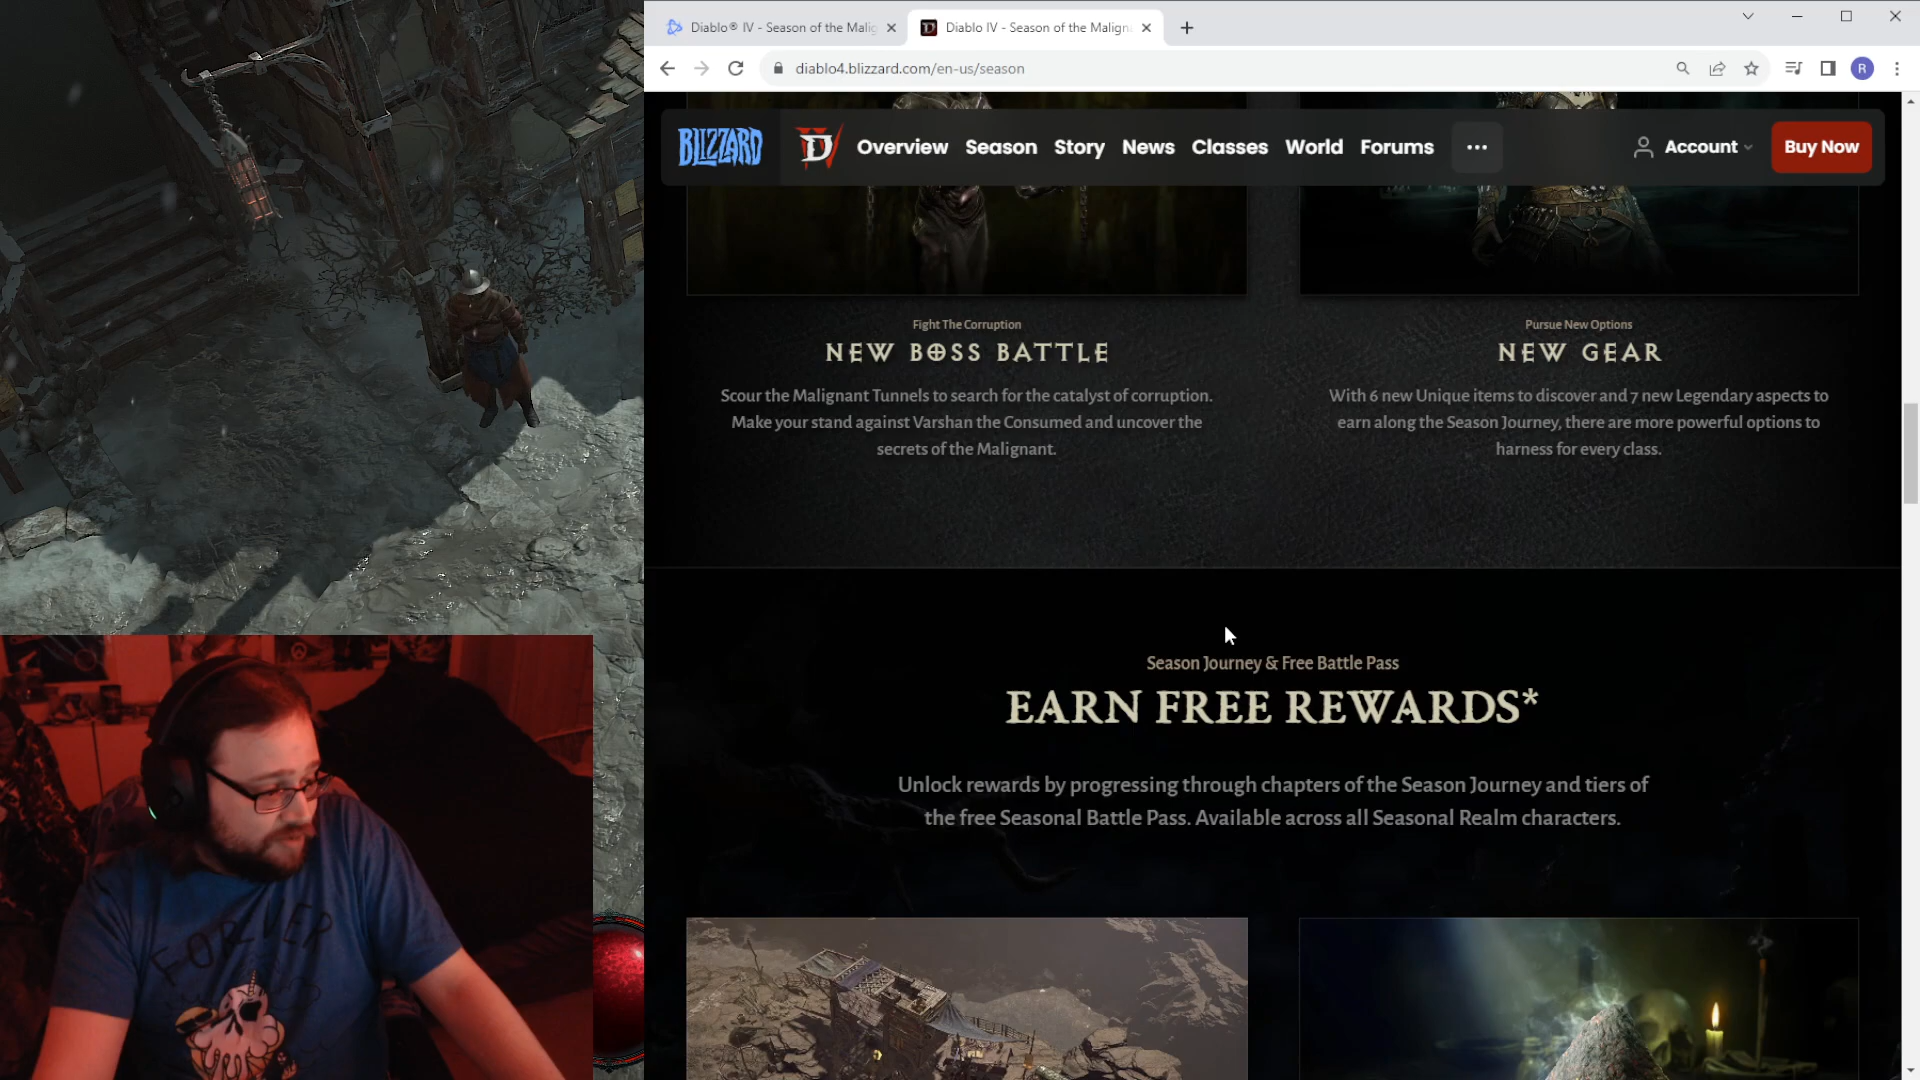 Diablo® IV - Season of the Malig
Diablo IV - Season of the Malign
diablo4.blizzard.com/en-us/season
R
BLIZZARD
D
Overview Season Story News Classes World Forums
Account
Buy Now
Fight The Corruption
NEW BOSS BATTLE
Scour the Malignant Tunnels to search for the catalyst of corruption.
Make your stand against Varshan the Consumed and uncover the
secrets of the Malignant.
Pursue New Options
NEW GEAR
With 6 new Unique items to discover and 7 new Legendary aspects to
earn along the Season Journey, there are more powerful options to
harness for every class.
Season Journey & Free Battle Pass
EARN FREE REWARDS*
Unlock rewards by progressing through chapters of the Season Journey and tiers of
the free Seasonal Battle Pass. Available across all Seasonal Realm characters.
FOREVER